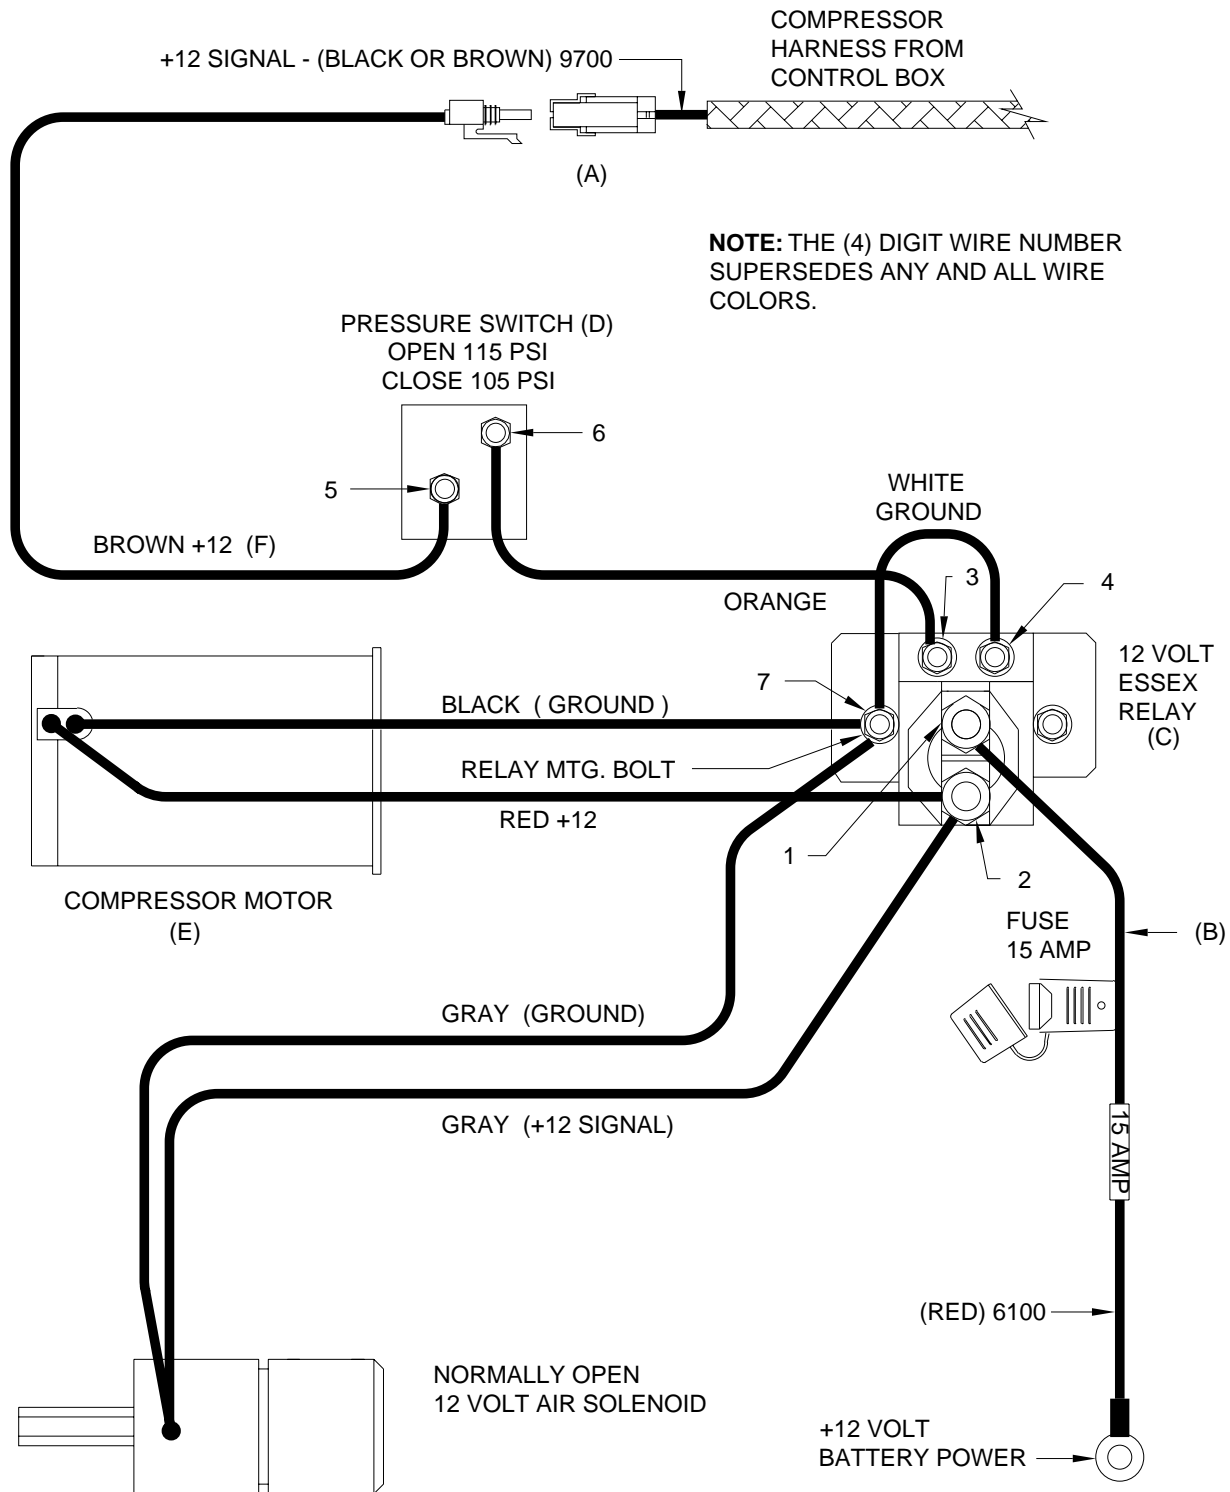 COMPRESSOR
HARNESS FROM
CONTROL BOX
+12 SIGNAL - (BLACK OR BROWN) 9700
(A)
NOTE: THE (4) DIGIT WIRE NUMBER
SUPERSEDES ANY AND ALL WIRE
COLORS.
PRESSURE SWITCH (D)
OPEN 115 PSI
CLOSE 105 PSI
6
5
WHITE
GROUND
BROWN +12 (F)
3
4
ORANGE
12 VOLT
ESSEX
RELAY
(C)
7
BLACK ( GROUND )
RELAY MTG. BOLT
RED +12
1
2
COMPRESSOR MOTOR
(E)
FUSE
15 AMP
(B)
GRAY (GROUND)
GRAY (+12 SIGNAL)
15 AMP
(RED) 6100
NORMALLY OPEN
12 VOLT AIR SOLENOID
+12 VOLT
BATTERY POWER